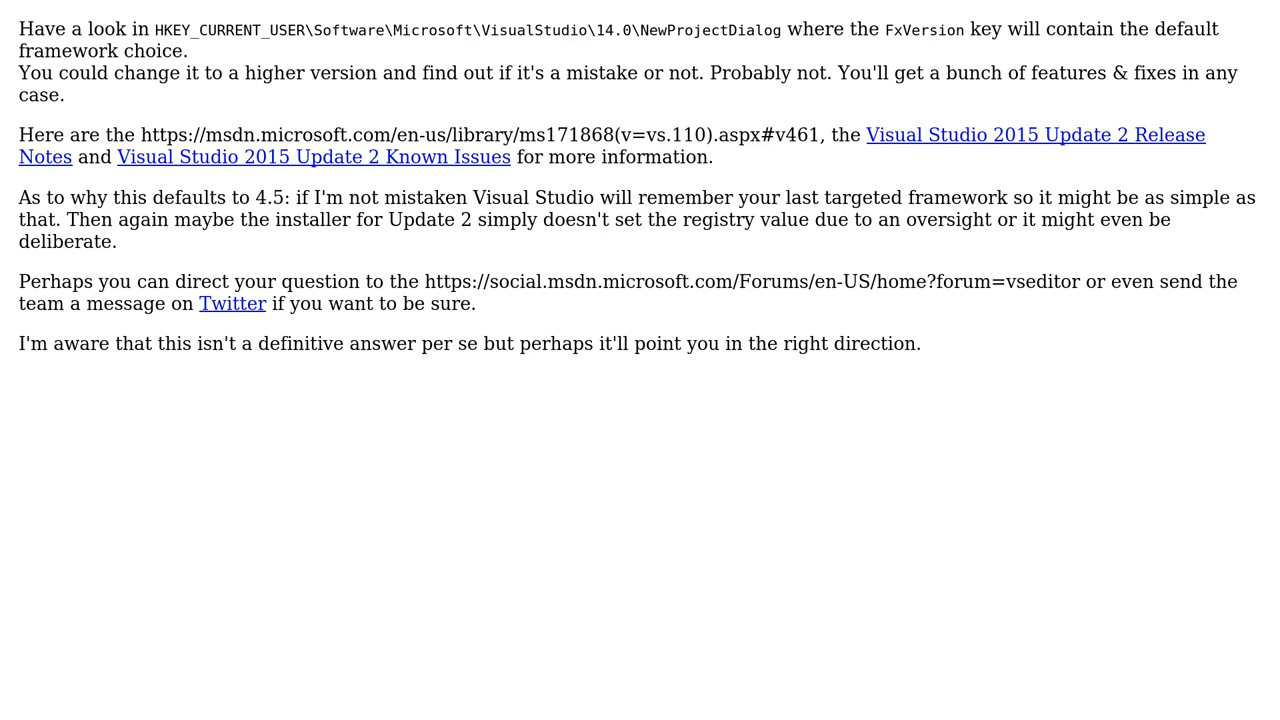 Have a look in HKEY_CURRENT_USER\Software\Microsoft\VisualStudio\14.0\NewProjectDialog where the FxVersion key will contain the default
framework choice.
You could change it to a higher version and find out if it's a mistake or not. Probably not. You'll get a bunch of features & fixes in any
case.
Here are the https://msdn.microsoft.com/en-us/library/ms171868(v=vs.110).aspx#v461, the Visual Studio 2015 Update 2 Release
Notes and Visual Studio 2015 Update 2 Known Issues for more information.
As to why this defaults to 4.5: if I'm not mistaken Visual Studio will remember your last targeted framework so it might be as simple as
that. Then again maybe the installer for Update 2 simply doesn't set the registry value due to an oversight or it might even be
deliberate.
Perhaps you can direct your question to the https://social.msdn.microsoft.com/Forums/en-US/home?forum=vseditor or even send the
team a message on Twitter if you want to be sure.
I'm aware that this isn't a definitive answer per se but perhaps it'll point you in the right direction.